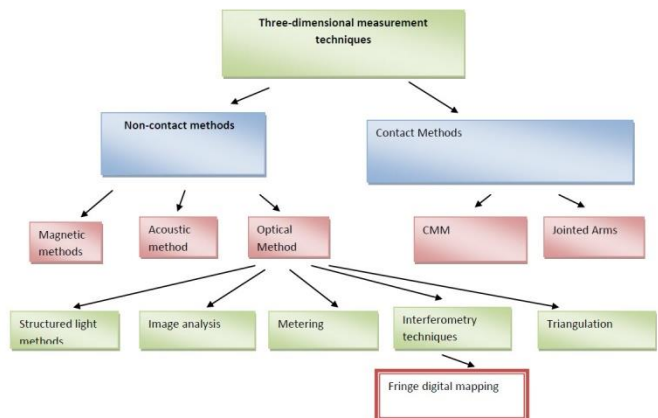 Three-dimensional measurement
techniques
Non-contact methods
Contact Methods
Magnetic
methods
Acoustic
method
Optical
Method
CMM
Jointed Arms
Structured light
methods
Image analysis
Metering
Interferometry
techniques
Triangulation
Fringe digital mapping